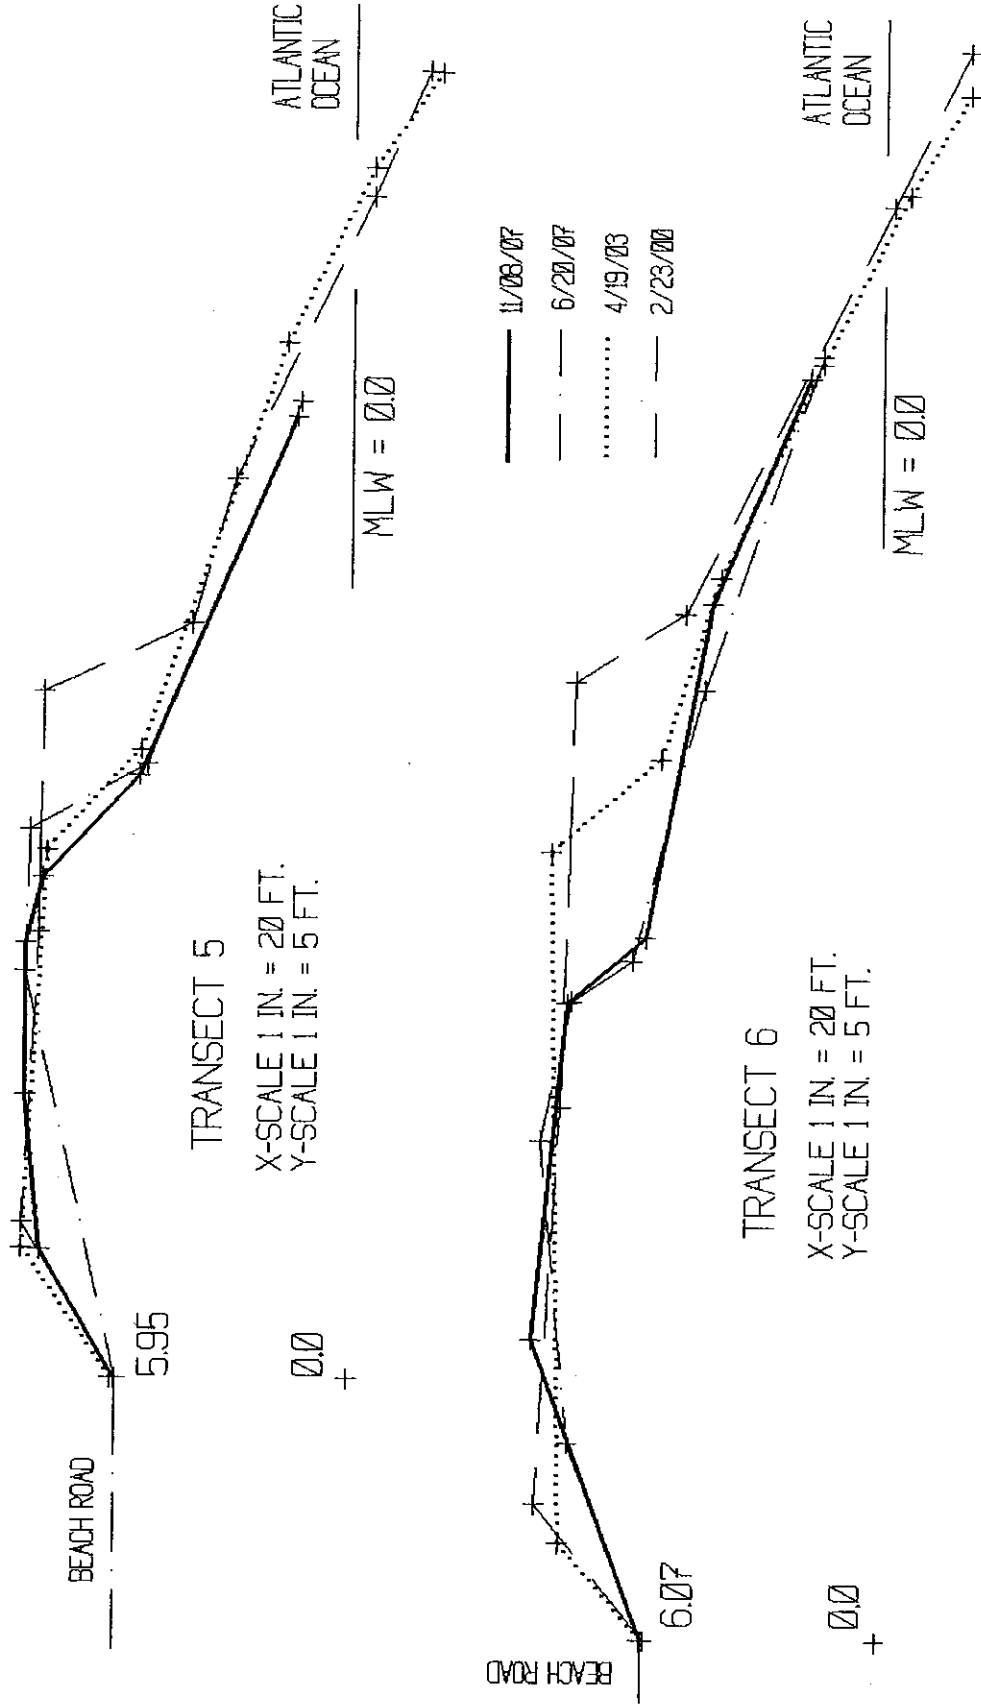 BEACH ROAD
5.95
0.0
TRANSECT 5
X-SCALE 1 IN. = 20 FT.
Y-SCALE 1 IN. = 5 FT.
MLW = 0.0
ATLANTIC
OCEAN
11/08/07
6/20/07
4/19/03
2/23/00
BEACH ROAD
6.07
0.0
TRANSECT 6
X-SCALE 1 IN. = 20 FT.
Y-SCALE 1 IN. = 5 FT.
MLW = 0.0
ATLANTIC
OCEAN